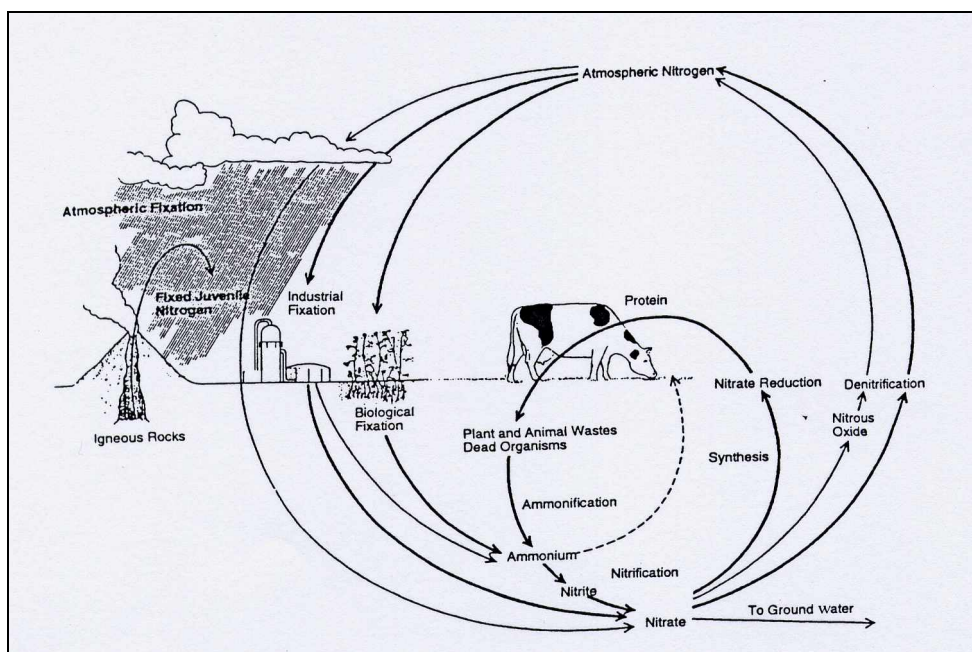 Atmospheric Nitrogen
Atmospheric Fixation
Fixed Juvenile
Nitrogen
Industrial
Fixation
Protein
Igneous Rocks
Biological
Fixation
Plant and Animal Wastes
Dead Organisms
Nitrate Reduction
Denitrification
Nitrous
Oxide
Synthesis
Ammonification
Ammonium
Nitrification
Nitrite
Nitrate
To Ground Water